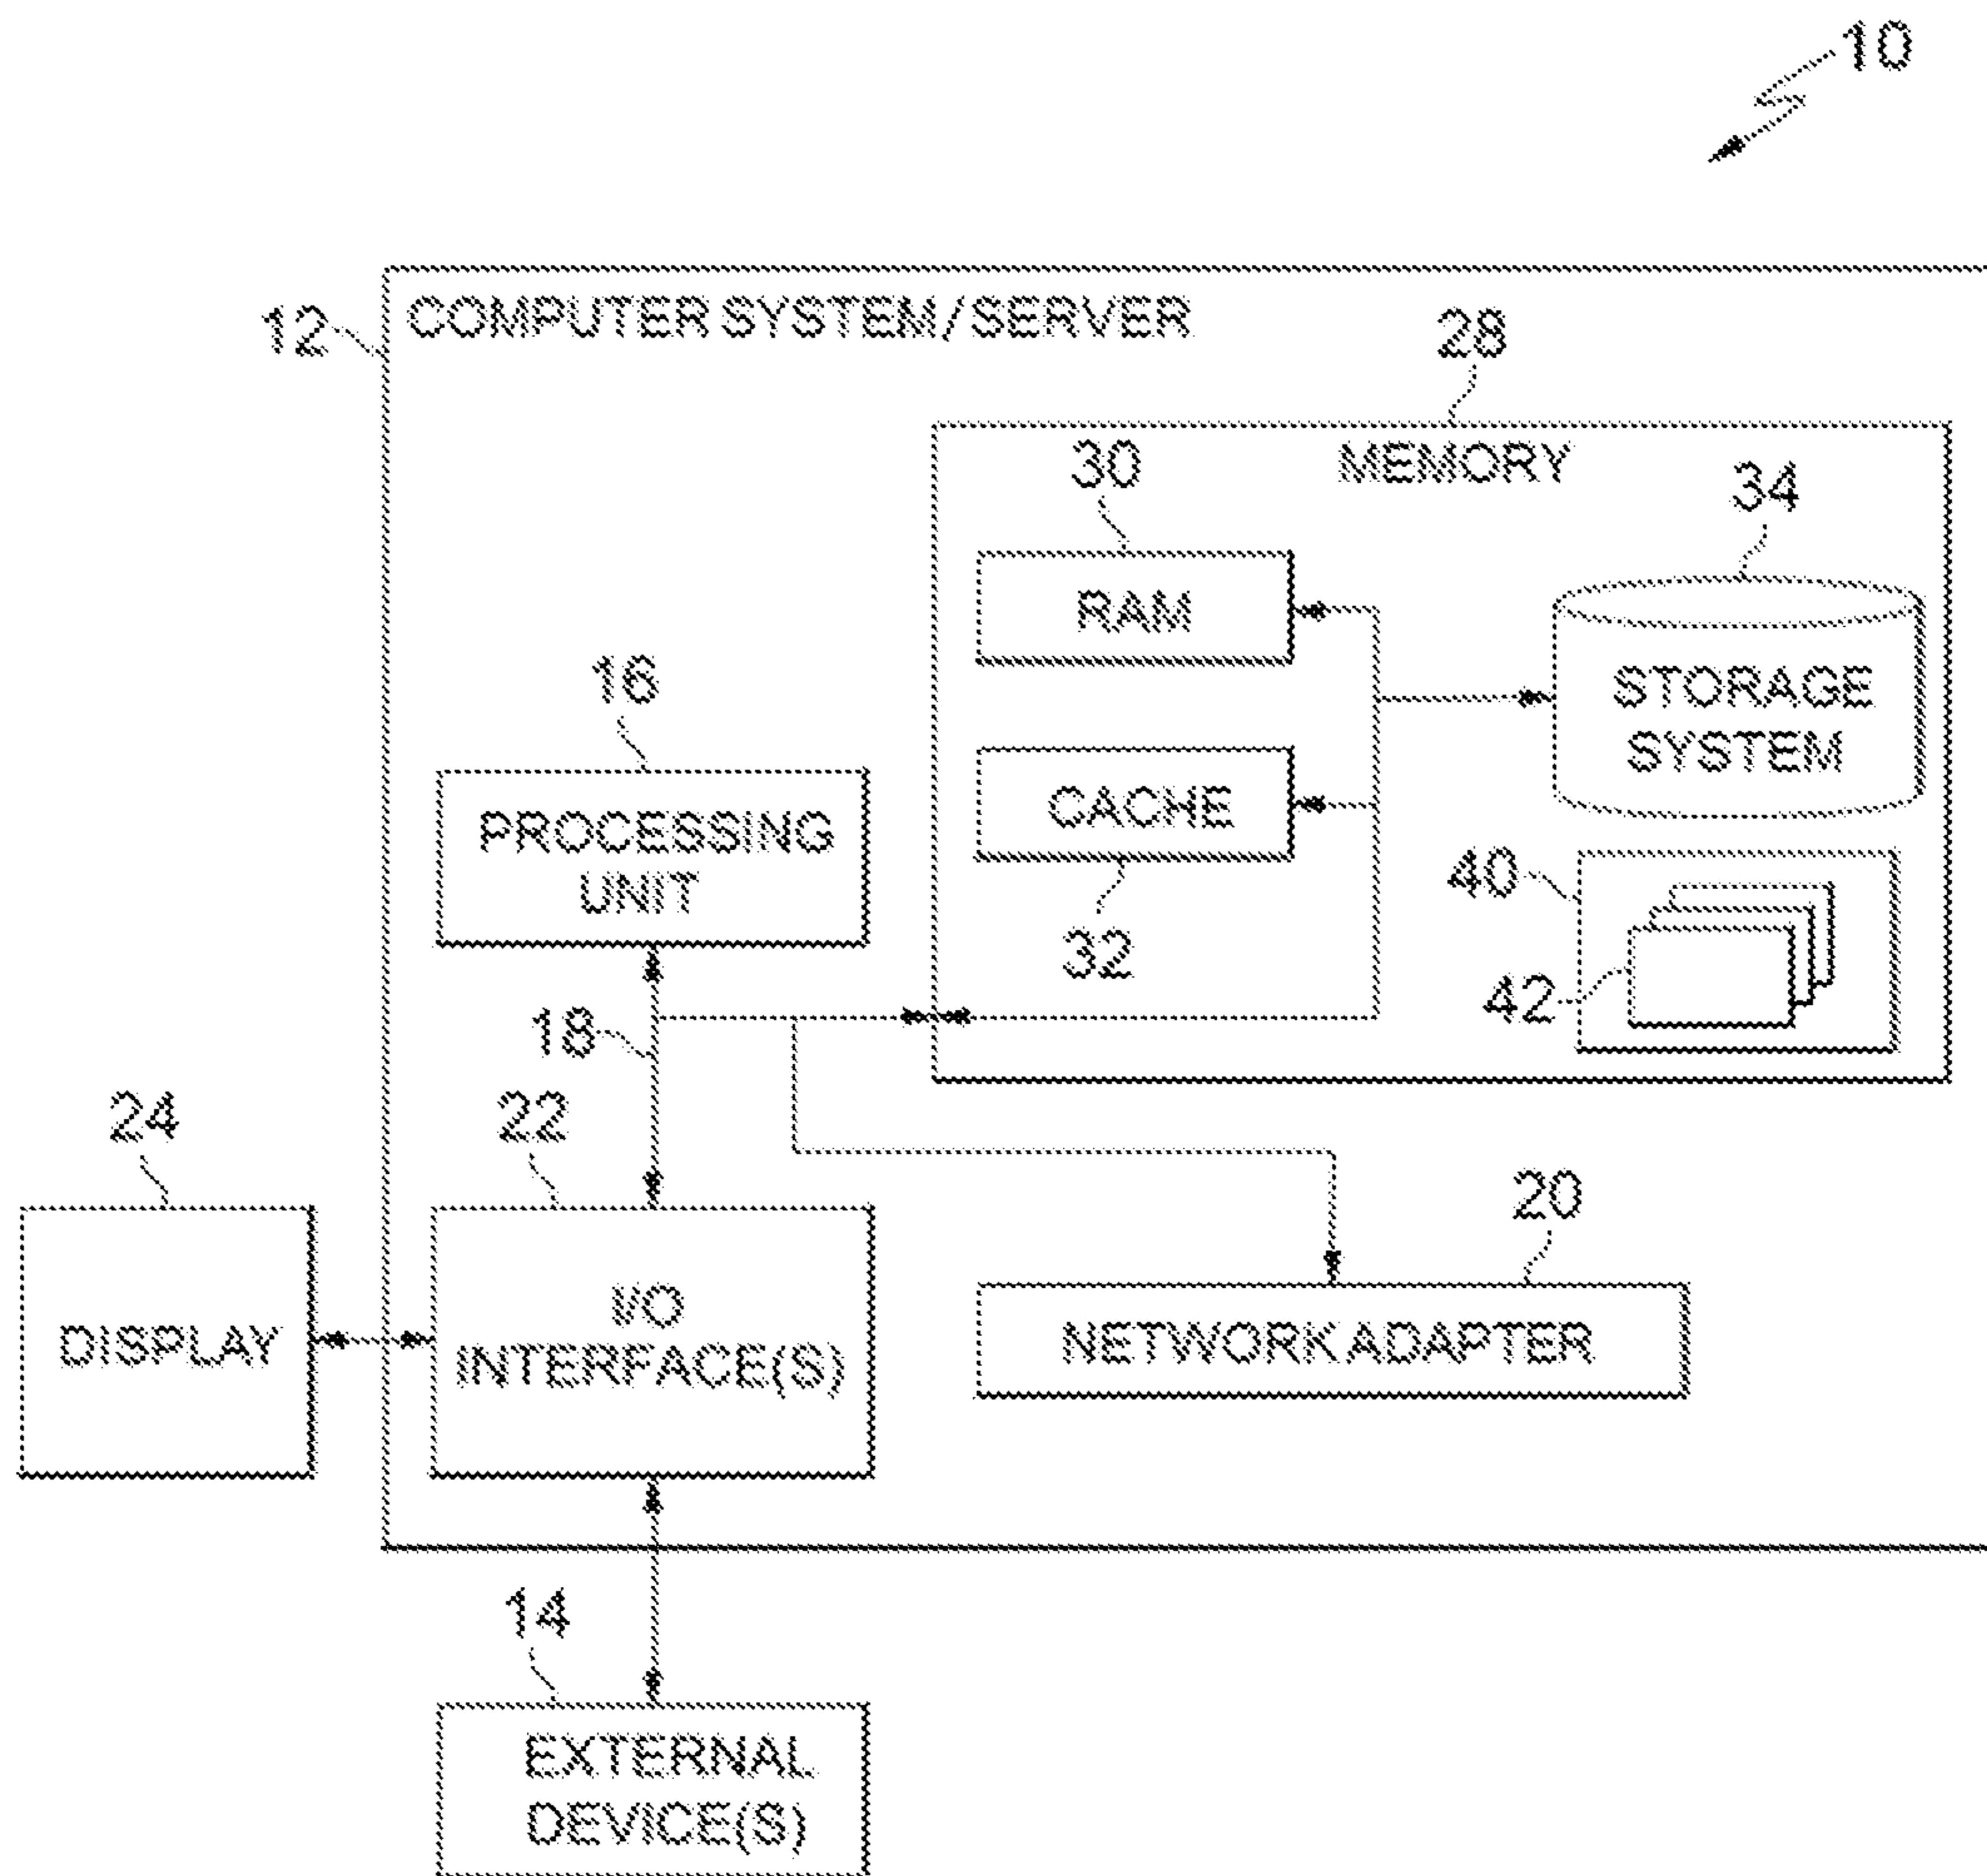 10
12
COMPUTER SYSTEM / SERVER
28
MEMORY
30
34
RAM
STORAGE
SYSTEM
16
CACHE
PROCESSING
UNIT
32
40
42
18
24
22
20
DISPLAY
I/O
INTERFACE(S)
NETWORK ADAPTER
14
EXTERNAL
DEVICE(S)